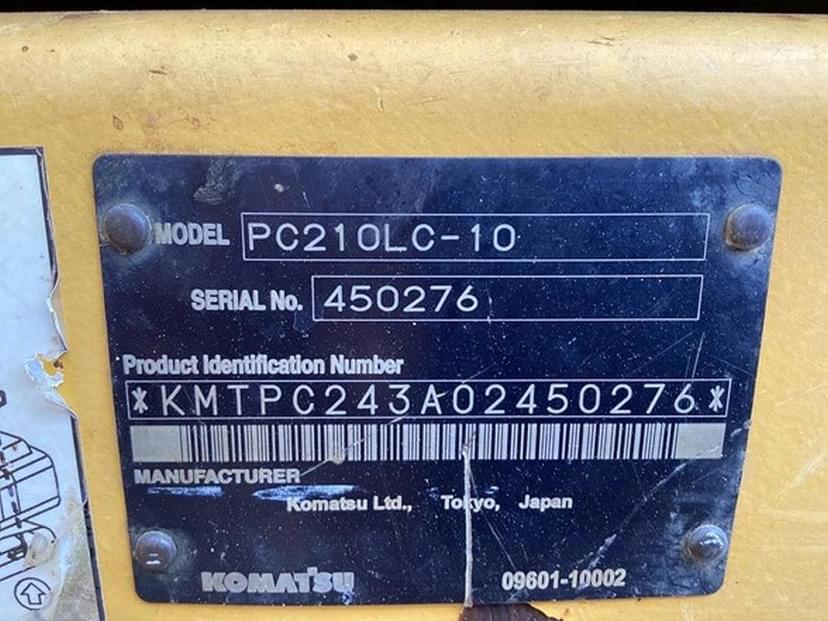 MODEL PC210LC-10
SERIAL No. 450276
Product Identification Number
*KMTPC243A02450276*
MANUFACTURER
Komatsu Ltd., Tokyo, Japan
KOMATSU 09601-10002